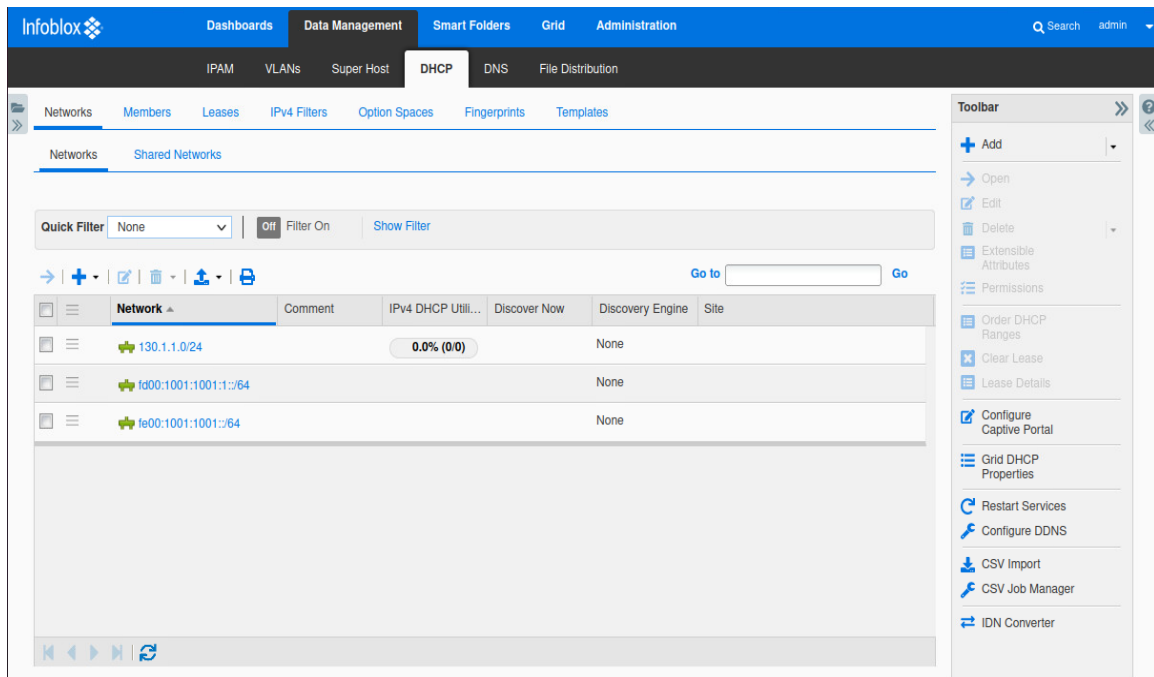 Infoblox
Dashboards Data Management Smart Folders Grid Administration
Search admin
IPAM VLANs Super Host DHCP DNS File Distribution
Networks Members Leases IPv4 Filters Option Spaces Fingerprints Templates
Networks Shared Networks
Quick Filter None Off Filter On Show Filter
Go to Go
Network Comment IPv4 DHCP Utili... Discover Now Discovery Engine Site
130.1.1.0/24 0.0% (0/0) None
fd00:1001:1001:1::/64 None
fe00:1001:1001::/64 None
Toolbar
Add
Open
Edit
Delete
Extensible
Attributes
Permissions
Order DHCP
Ranges
Clear Lease
Lease Details
Configure
Captive Portal
Grid DHCP
Properties
Restart Services
Configure DDNS
CSV Import
CSV Job Manager
IDN Converter